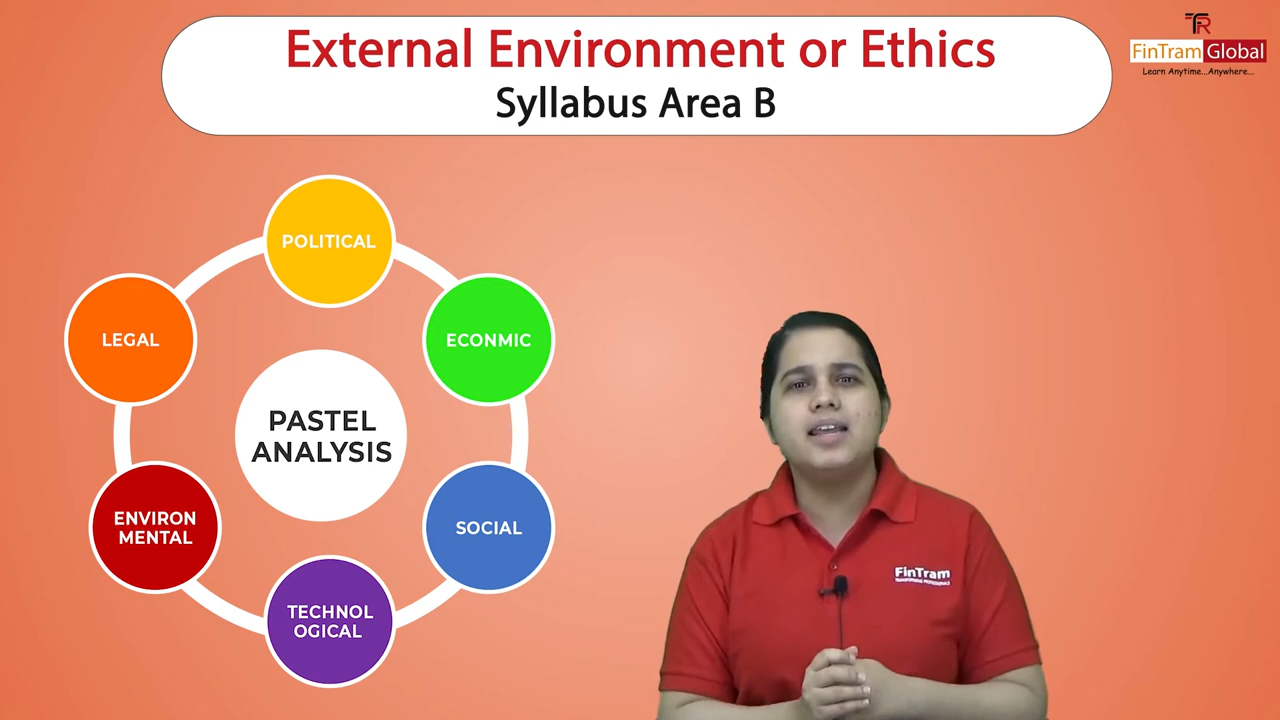 External Environment or Ethics
Syllabus Area B
FR
FinTram Global
Learn Anytime...Anywhere...
POLITICAL
LEGAL
ECONMIC
PASTEL
ANALYSIS
ENVIRON
MENTAL
SOCIAL
TECHNOL
OGICAL
FinTram